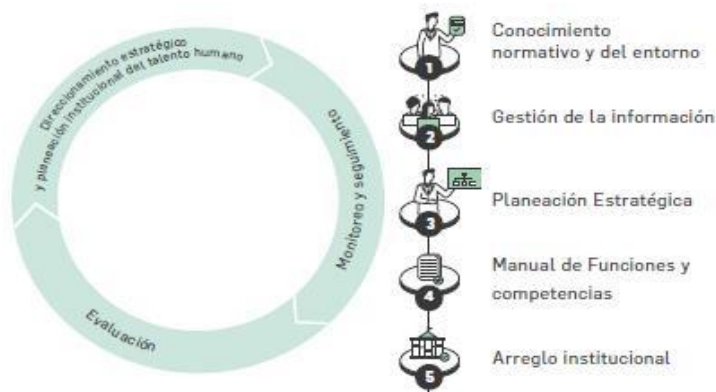 Direccionamiento estratégico
y planeación institucional del talento humano
Monitoreo y seguimiento
Evaluación
1
Conocimiento
normativo y del entorno
2
Gestión de la información
3
Planeación Estratégica
4
Manual de Funciones y
competencias
5
Arreglo institucional